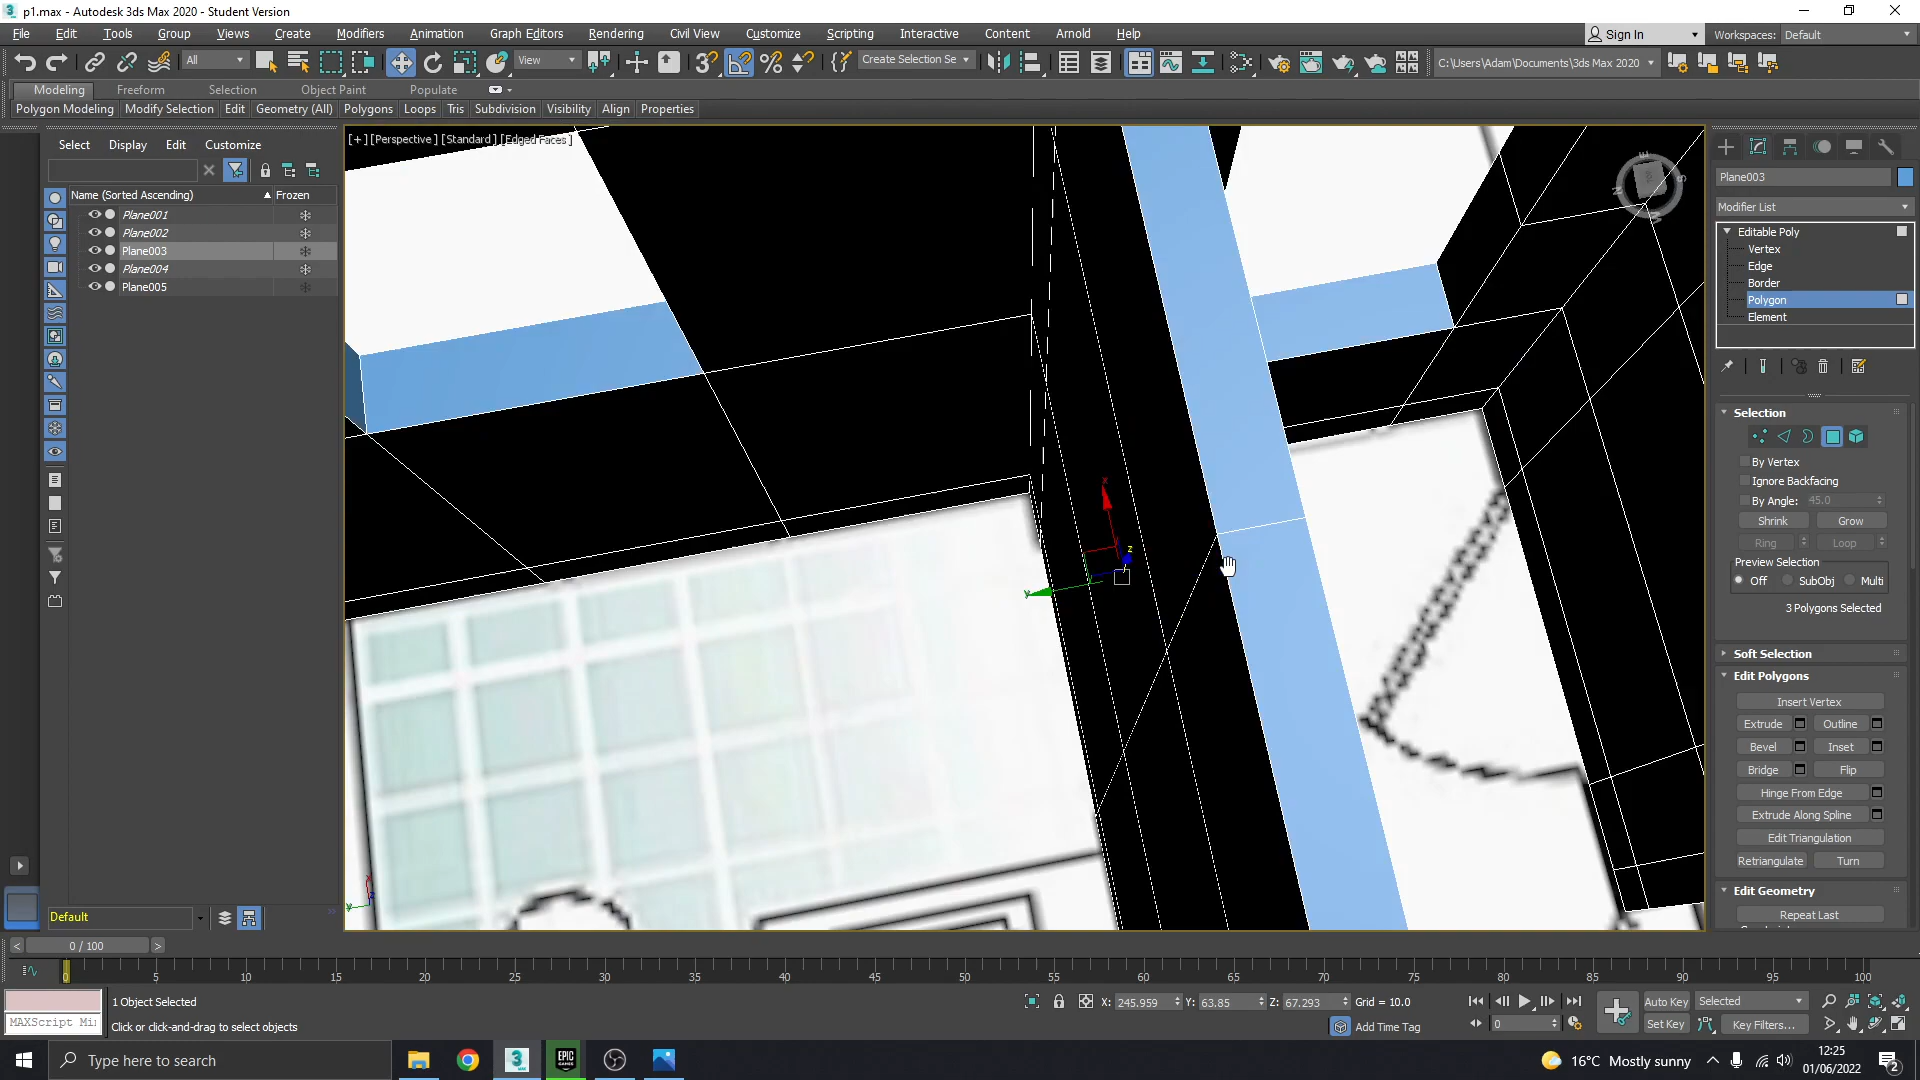 p1.max - Autodesk 3ds Max 2020 - Student Version
File Edit Tools Group Views Create Modifiers Animation Graph Editors Rendering Civil View Customize Scripting Interactive Content Arnold Help
Sign In Workspaces: Default
All View Create Selection Se C:\Users\Adam\Documents\3ds Max 2020
Modeling Freeform Selection Object Paint Populate
Polygon Modeling Modify Selection Edit Geometry (All) Polygons Loops Tris Subdivision Visibility Align Properties
Select Display Edit Customize
[+] [Perspective ] [Standard ] [Edged Faces ]
Name (Sorted Ascending) Frozen
Plane001
Plane002
Plane003
Plane004
Plane005
Plane003
Modifier List
Editable Poly
Vertex
Edge
Border
Polygon
Element
Selection
By Vertex
Ignore Backfacing
By Angle: 45.0
Shrink Grow
Ring Loop
Preview Selection
Off SubObj Multi
3 Polygons Selected
Soft Selection
Edit Polygons
Insert Vertex
Extrude Outline
Bevel Inset
Bridge Flip
Hinge From Edge
Extrude Along Spline
Edit Triangulation
Retriangulate Turn
Edit Geometry
Repeat Last
x
z
y
Default
0 / 100
0 5 10 15 20 25 30 35 40 45 50 55 60 65 70 75 80 85 90 95 100
MAXScript Mi
1 Object Selected
Click or click-and-drag to select objects
X: 245.959 Y: 63.85 Z: 67.293 Grid = 10.0
Add Time Tag
0
Auto Key Selected
Set Key Key Filters...
Type here to search
EPIC GAMES
16°C Mostly sunny
12:25
01/06/2022
2